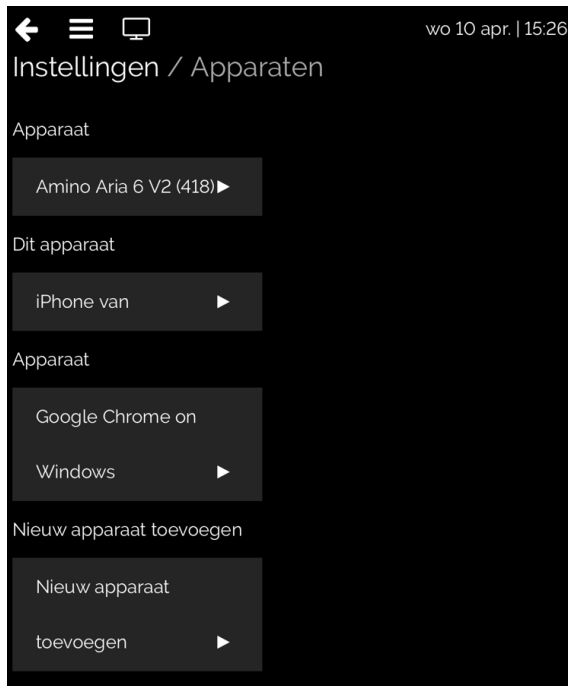 wo 10 apr. | 15:26
Instellingen / Apparaten
Apparaat
Amino Aria 6 V2 (418)
Dit apparaat
iPhone van
Apparaat
Google Chrome on
Windows
Nieuw apparaat toevoegen
Nieuw apparaat
toevoegen